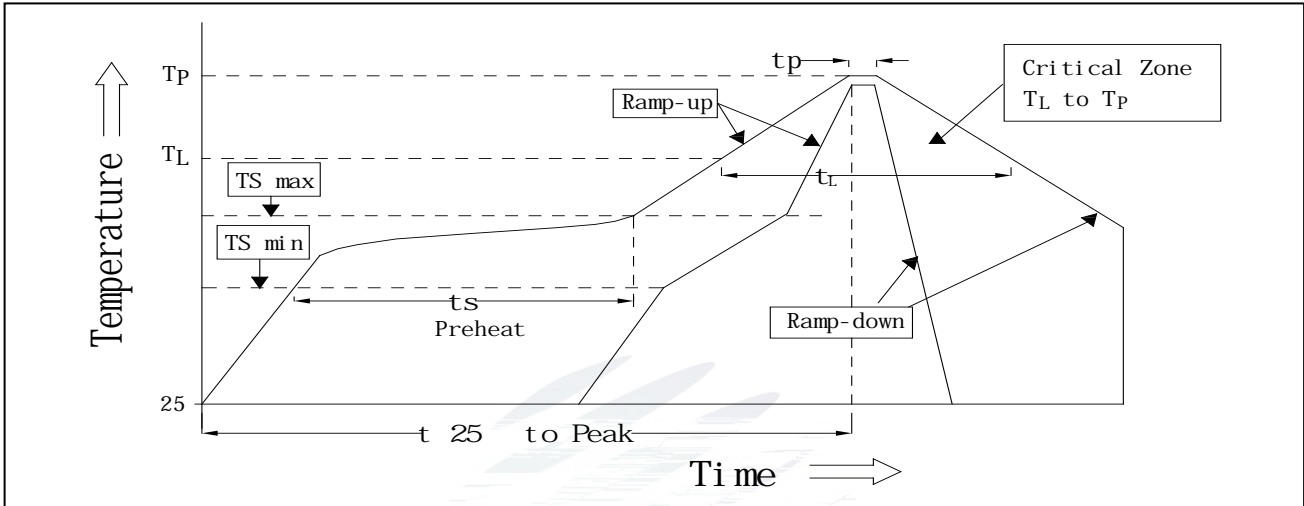 tp
TP
Critical Zone
TL to TP
Ramp-up
TL
TS max
tL
TS min
ts
Preheat
Ramp-down
25
t 25 to Peak
Time
Temperature